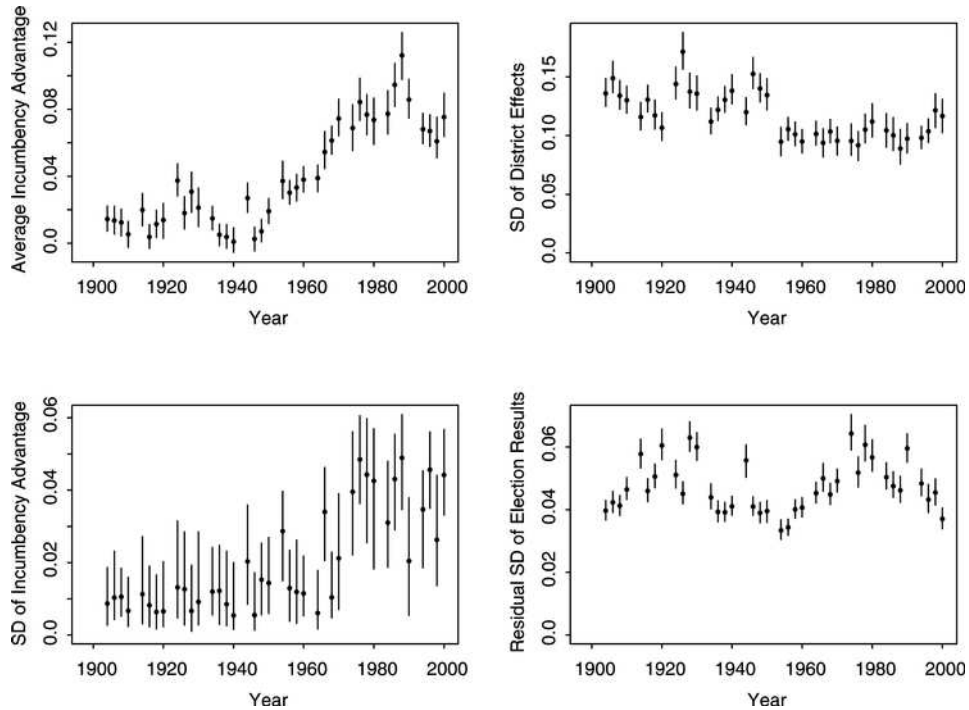 Average Incumbency Advantage
0.12
0.08
0.04
0.0
1900 1920 1940 1960 1980 2000
Year
SD of District Effects
0.15
0.10
0.05
0.0
1900 1920 1940 1960 1980 2000
Year
SD of Incumbency Advantage
0.06
0.04
0.02
0.0
1900 1920 1940 1960 1980 2000
Year
Residual SD of Election Results
0.06
0.04
0.02
0.0
1900 1920 1940 1960 1980 2000
Year